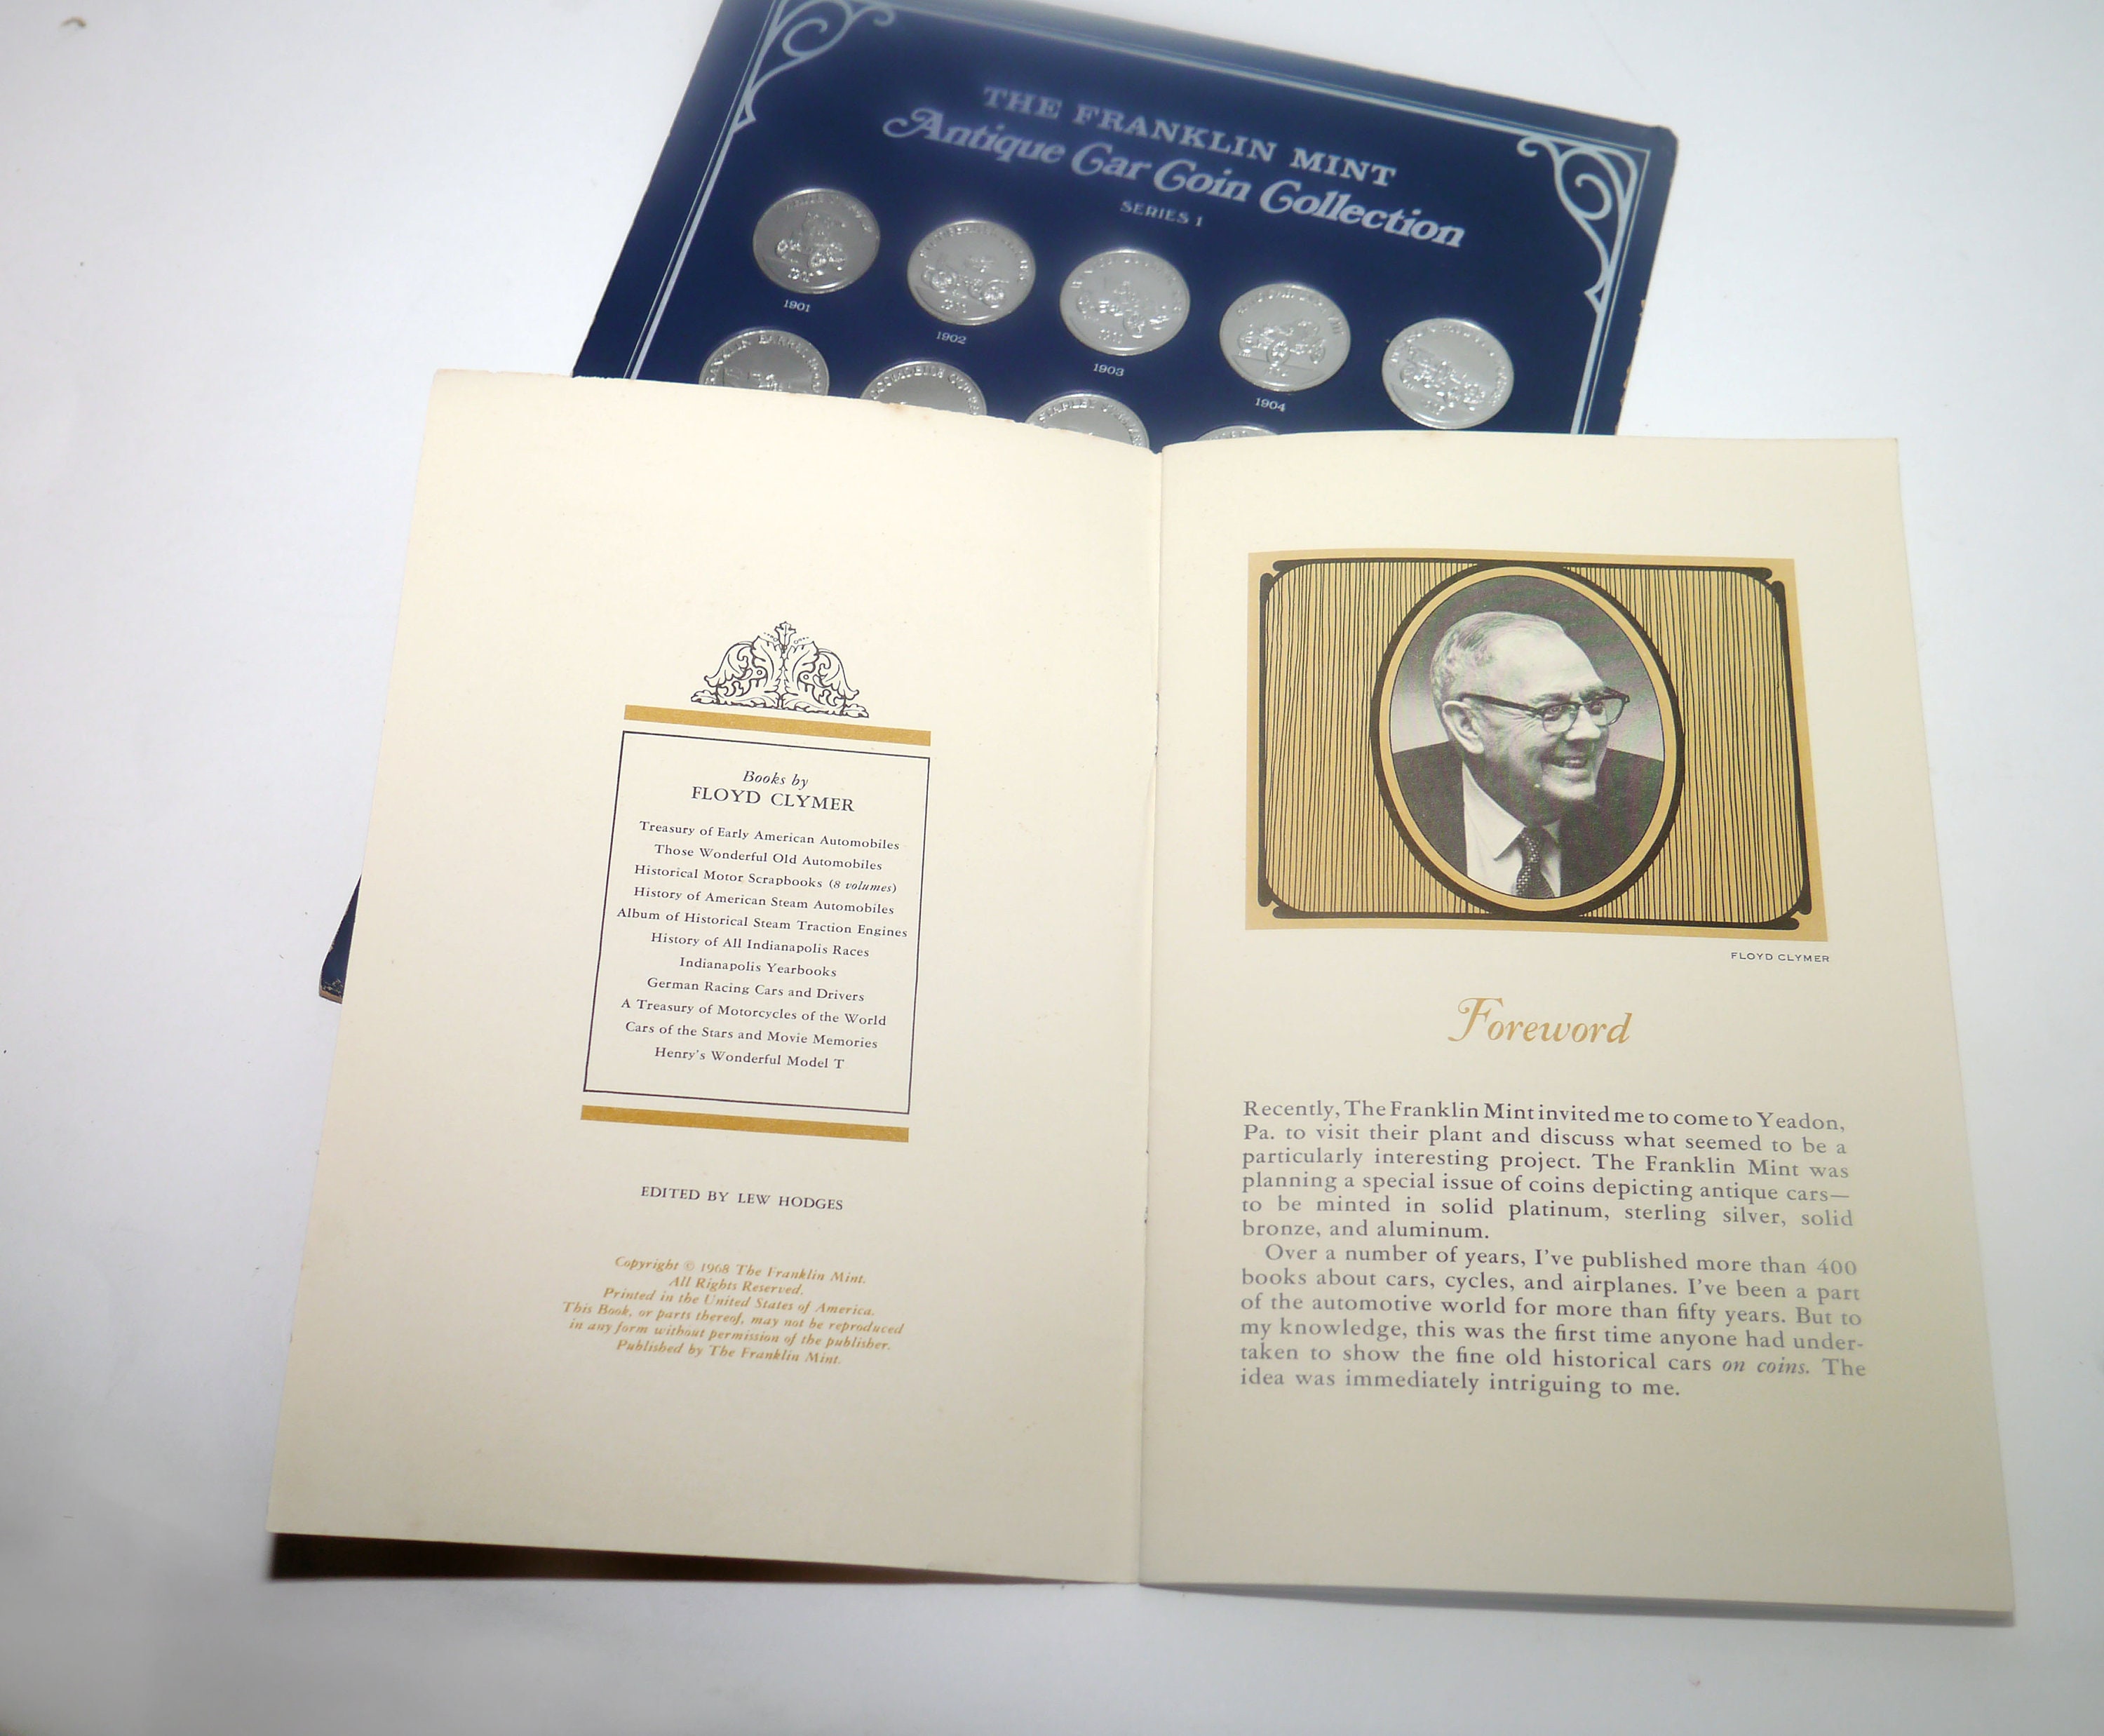 THE FRANKLIN MINT
Antique Car Coin Collection
SERIES 1
1901
1902
1903
1904
Books by
FLOYD CLYMER
Treasury of Early American Automobiles
Those Wonderful Old Automobiles
Historical Motor Scrapbooks (8 volumes)
History of American Steam Automobiles
Album of Historical Steam Traction Engines
History of All Indianapolis Races
Indianapolis Yearbooks
German Racing Cars and Drivers
A Treasury of Motorcycles of the World
Cars of the Stars and Movie Memories
Henry's Wonderful Model T
EDITED BY LEW HODGES
Copyright © 1968 The Franklin Mint.
All Rights Reserved.
Printed in the United States of America.
This Book, or parts thereof, may not be reproduced
in any form without permission of the publisher.
Published by The Franklin Mint.
FLOYD CLYMER
Foreword
Recently, The Franklin Mint invited me to come to Yeadon,
Pa. to visit their plant and discuss what seemed to be a
particularly interesting project. The Franklin Mint was
planning a special issue of coins depicting antique cars—
to be minted in solid platinum, sterling silver, solid
bronze, and aluminum.
Over a number of years, I've published more than 400
books about cars, cycles, and airplanes. I've been a part
of the automotive world for more than fifty years. But to
my knowledge, this was the first time anyone had under-
taken to show the fine old historical cars on coins. The
idea was immediately intriguing to me.